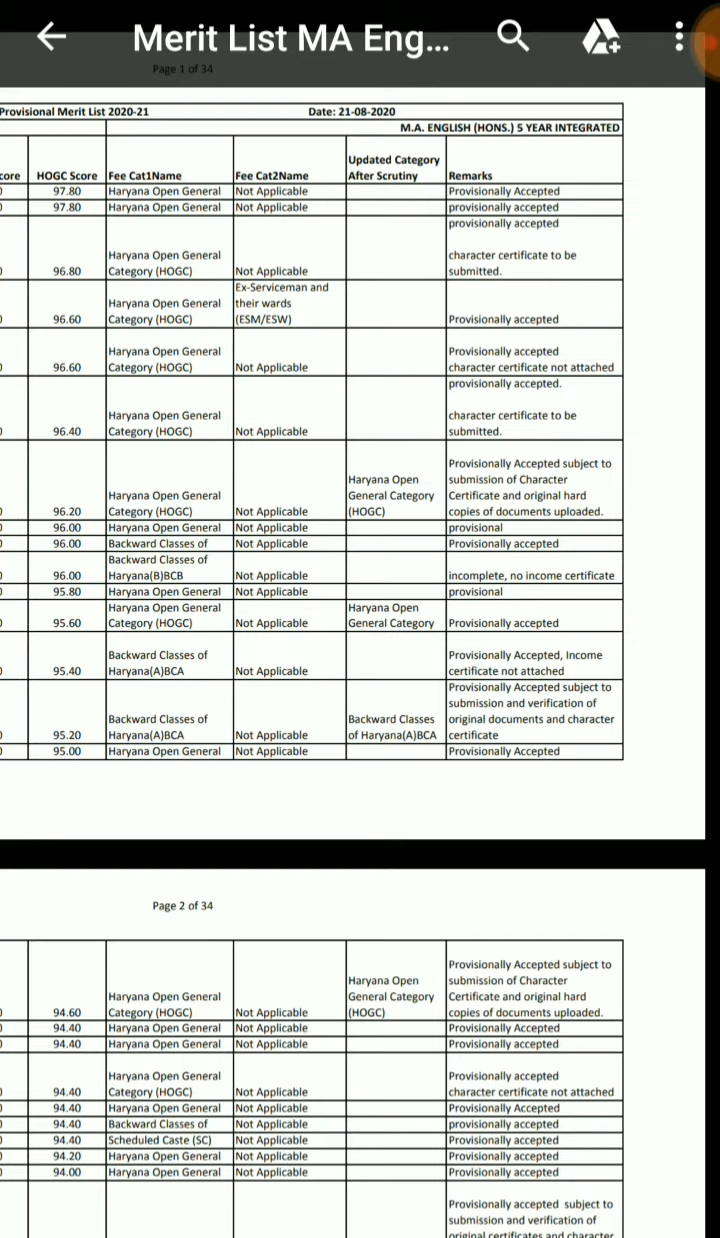 Merit List MA Eng...
Page 1 of 34
Provisional Merit List 2020-21 Date: 21-08-2020
M.A. ENGLISH (HONS.) 5 YEAR INTEGRATED
core HOGC Score Fee Cat1Name Fee Cat2Name Updated Category After Scrutiny Remarks
97.80 Haryana Open General Not Applicable Provisionally Accepted
97.80 Haryana Open General Not Applicable provisionally accepted
provisionally accepted
Haryana Open General character certificate to be
96.80 Category (HOGC) Not Applicable submitted.
Ex-Serviceman and
Haryana Open General their wards
96.60 Category (HOGC) (ESM/ESW) Provisionally accepted
Haryana Open General Provisionally accepted
96.60 Category (HOGC) Not Applicable character certificate not attached
provisionally accepted.
Haryana Open General character certificate to be
96.40 Category (HOGC) Not Applicable submitted.
Provisionally Accepted subject to
Haryana Open submission of Character
Haryana Open General General Category Certificate and original hard
96.20 Category (HOGC) Not Applicable (HOGC) copies of documents uploaded.
96.00 Haryana Open General Not Applicable provisional
96.00 Backward Classes of Not Applicable Provisionally accepted
Backward Classes of
96.00 Haryana(B)BCB Not Applicable incomplete, no income certificate
95.80 Haryana Open General Not Applicable provisional
Haryana Open General Haryana Open
95.60 Category (HOGC) Not Applicable General Category Provisionally accepted
Backward Classes of Provisionally Accepted, Income
95.40 Haryana(A)BCA Not Applicable certificate not attached
Provisionally Accepted subject to
submission and verification of
Backward Classes of Backward Classes original documents and character
95.20 Haryana(A)BCA Not Applicable of Haryana(A)BCA certificate
95.00 Haryana Open General Not Applicable Provisionally Accepted
Page 2 of 34
Provisionally Accepted subject to
Haryana Open submission of Character
Haryana Open General General Category Certificate and original hard
94.60 Category (HOGC) Not Applicable (HOGC) copies of documents uploaded.
94.40 Haryana Open General Not Applicable Provisionally Accepted
94.40 Haryana Open General Not Applicable Provisionally accepted
Haryana Open General Provisionally accepted
94.40 Category (HOGC) Not Applicable character certificate not attached
94.40 Haryana Open General Not Applicable Provisionally Accepted
94.40 Backward Classes of Not Applicable provisionally accepted
94.40 Scheduled Caste (SC) Not Applicable Provisionally accepted
94.20 Haryana Open General Not Applicable Provisionally accepted
94.00 Haryana Open General Not Applicable Provisionally accepted
Provisionally accepted subject to
submission and verification of
original certificates and character